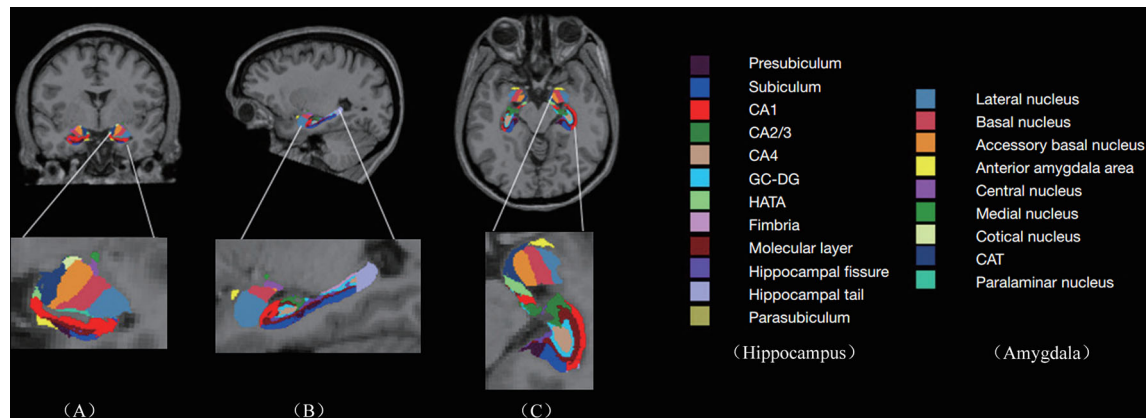 Presubiculum
Subiculum
CA1
CA2/3
CA4
GC-DG
HATA
Fimbria
Molecular layer
Hippocampal fissure
Hippocampal tail
Parasubiculum
(Hippocampus)
Lateral nucleus
Basal nucleus
Accessory basal nucleus
Anterior amygdala area
Central nucleus
Medial nucleus
Cotical nucleus
CAT
Paralaminar nucleus
(Amygdala)
(A)
(B)
(C)